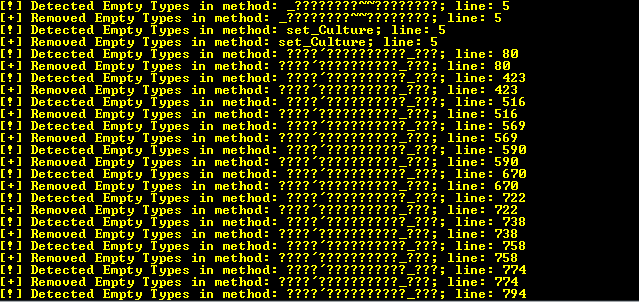 [!] Detected Empty Types in method: _????????~~????????; line: 5
[+] Removed Empty Types in method: _????????~~????????; line: 5
[!] Detected Empty Types in method: set_Culture; line: 5
[+] Removed Empty Types in method: set_Culture; line: 5
[!] Detected Empty Types in method: ????´??????????_???; line: 80
[+] Removed Empty Types in method: ????´??????????_???; line: 80
[!] Detected Empty Types in method: ????´??????????_???; line: 423
[+] Removed Empty Types in method: ????´??????????_???; line: 423
[!] Detected Empty Types in method: ????´??????????_???; line: 516
[+] Removed Empty Types in method: ????´??????????_???; line: 516
[!] Detected Empty Types in method: ????´??????????_???; line: 569
[+] Removed Empty Types in method: ????´??????????_???; line: 569
[!] Detected Empty Types in method: ????´??????????_???; line: 590
[+] Removed Empty Types in method: ????´??????????_???; line: 590
[!] Detected Empty Types in method: ????´??????????_???; line: 670
[+] Removed Empty Types in method: ????´??????????_???; line: 670
[!] Detected Empty Types in method: ????´??????????_???; line: 722
[+] Removed Empty Types in method: ????´??????????_???; line: 722
[!] Detected Empty Types in method: ????´??????????_???; line: 738
[+] Removed Empty Types in method: ????´??????????_???; line: 738
[!] Detected Empty Types in method: ????´??????????_???; line: 758
[+] Removed Empty Types in method: ????´??????????_???; line: 758
[!] Detected Empty Types in method: ????´??????????_???; line: 774
[+] Removed Empty Types in method: ????´??????????_???; line: 774
[!] Detected Empty Types in method: ????´??????????_???; line: 794